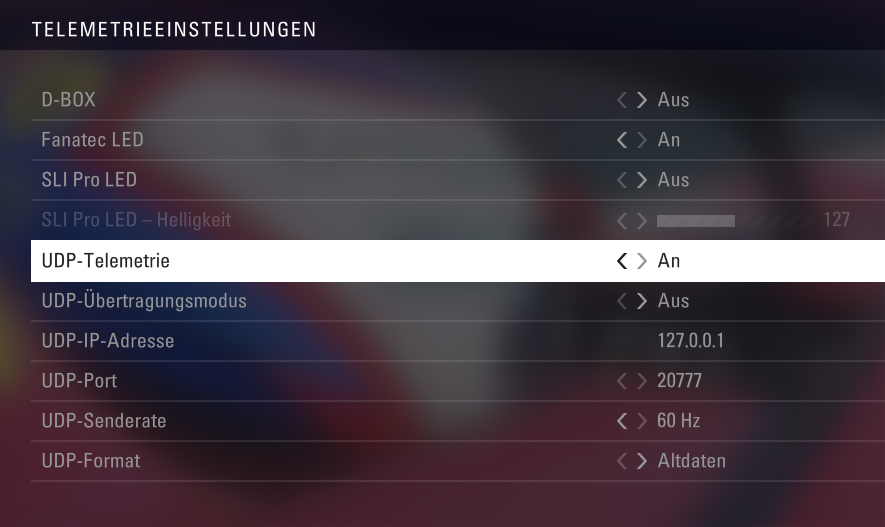 TELEMETRIEEINSTELLUNGEN
D-BOX Aus
Fanatec LED An
SLI Pro LED Aus
SLI Pro LED – Helligkeit 127
UDP-Telemetrie An
UDP-Übertragungsmodus Aus
UDP-IP-Adresse 127.0.0.1
UDP-Port 20777
UDP-Senderate 60 Hz
UDP-Format Altdaten